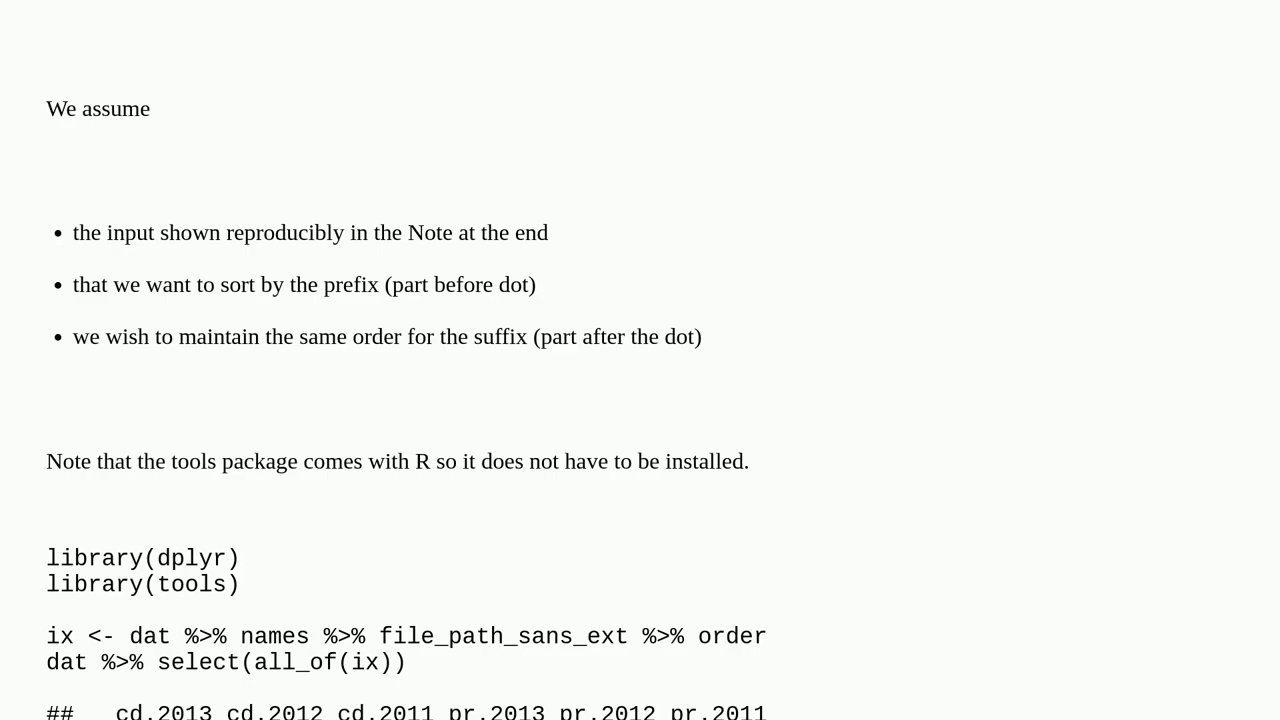 We assume
• the input shown reproducibly in the Note at the end
• that we want to sort by the prefix (part before dot)
• we wish to maintain the same order for the suffix (part after the dot)
Note that the tools package comes with R so it does not have to be installed.
library(dplyr)
library(tools)
ix <- dat %>% names %>% file_path_sans_ext %>% order
dat %>% select(all_of(ix))
##   cd.2013 cd.2012 cd.2011 pr.2013 pr.2012 pr.2011